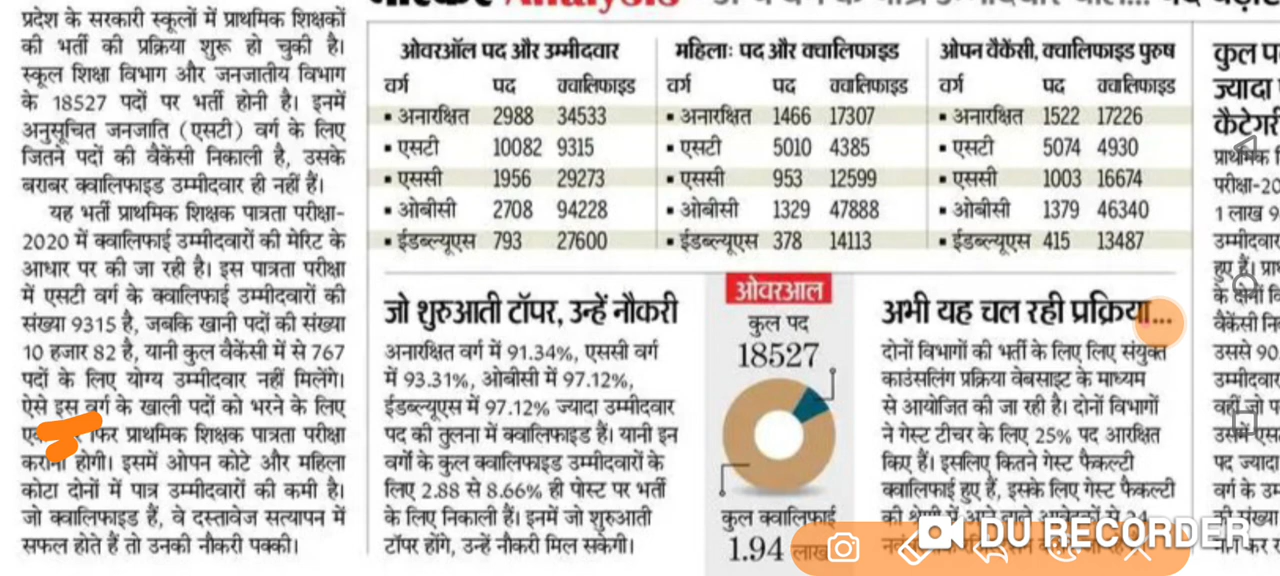 Analysis
प्रदेश के सरकारी स्कूलों में प्राथमिक शिक्षकों
की भर्ती की प्रक्रिया शुरू हो चुकी है।
स्कूल शिक्षा विभाग और जनजातीय विभाग
के 18527 पदों पर भर्ती होनी है। इनमें
अनुसूचित जनजाति (एसटी) वर्ग के लिए
जितने पदों की वैकेंसी निकाली है, उसके
बराबर क्वालिफाइड उम्मीदवार ही नहीं हैं।
यह भर्ती प्राथमिक शिक्षक पात्रता परीक्षा-
2020 में क्वालिफाई उम्मीदवारों की मेरिट के
आधार पर की जा रही है। इस पात्रता परीक्षा
में एसटी वर्ग के क्वालिफाई उम्मीदवारों की
संख्या 9315 है, जबकि खानी पदों की संख्या
10 हजार 82 है, यानी कुल वैकेंसी में से 767
पदों के लिए योग्य उम्मीदवार नहीं मिलेंगे।
ऐसे इस वर्ग के खाली पदों को भरने के लिए
फिर प्राथमिक शिक्षक पात्रता परीक्षा
कराना होगी। इसमें ओपन कोटे और महिला
कोटा दोनों में पात्र उम्मीदवारों की कमी है।
जो क्वालिफाइड हैं, वे दस्तावेज सत्यापन में
सफल होते हैं तो उनकी नौकरी पक्की।
ओवरऑल पद और उम्मीदवार
वर्ग पद क्वालिफाइड
▪ अनारक्षित 2988 34533
▪ एसटी 10082 9315
▪ एससी 1956 29273
▪ ओबीसी 2708 94228
▪ ईडब्ल्यूएस 793 27600
महिलाः पद और क्वालिफाइड
वर्ग पद क्वालिफाइड
▪ अनारक्षित 1466 17307
▪ एसटी 5010 4385
▪ एससी 953 12599
▪ ओबीसी 1329 47888
▪ ईडब्ल्यूएस 378 14113
ओपन वैकेंसी, क्वालिफाइड पुरुष
वर्ग पद क्वालिफाइड
▪ अनारक्षित 1522 17226
▪ एसटी 5074 4930
▪ एससी 1003 16674
▪ ओबीसी 1379 46340
▪ ईडब्ल्यूएस 415 13487
जो शुरुआती टॉपर, उन्हें नौकरी
अनारक्षित वर्ग में 91.34%, एससी वर्ग
में 93.31%, ओबीसी में 97.12%,
ईडब्ल्यूएस में 97.12% ज्यादा उम्मीदवार
पद की तुलना में क्वालिफाइड हैं। यानी इन
वर्गों के कुल क्वालिफाइड उम्मीदवारों के
लिए 2.88 से 8.66% ही पोस्ट पर भर्ती
के लिए निकाली हैं। इनमें जो शुरुआती
टॉपर होंगे, उन्हें नौकरी मिल सकेगी।
ओवरआल
कुल पद
18527
कुल क्वालिफाई
1.94 लाख
अभी यह चल रही प्रक्रिया...
दोनों विभागों की भर्ती के लिए लिए संयुक्त
काउंसलिंग प्रक्रिया वेबसाइट के माध्यम
से आयोजित की जा रही है। दोनों विभागों
ने गेस्ट टीचर के लिए 25% पद आरक्षित
किए हैं। इसलिए कितने गेस्ट फैकल्टी
क्वालिफाई हुए हैं, इसके लिए गेस्ट फैकल्टी
की
DU RECORDER
कुल
ज्यादा
प्राथमिक
परीक्षा-20
1 लाख 9
उम्मीदवार
हुए हैं।
के
उससे 90
उम्मीदवार
पद ज्यादा
वर्ग के